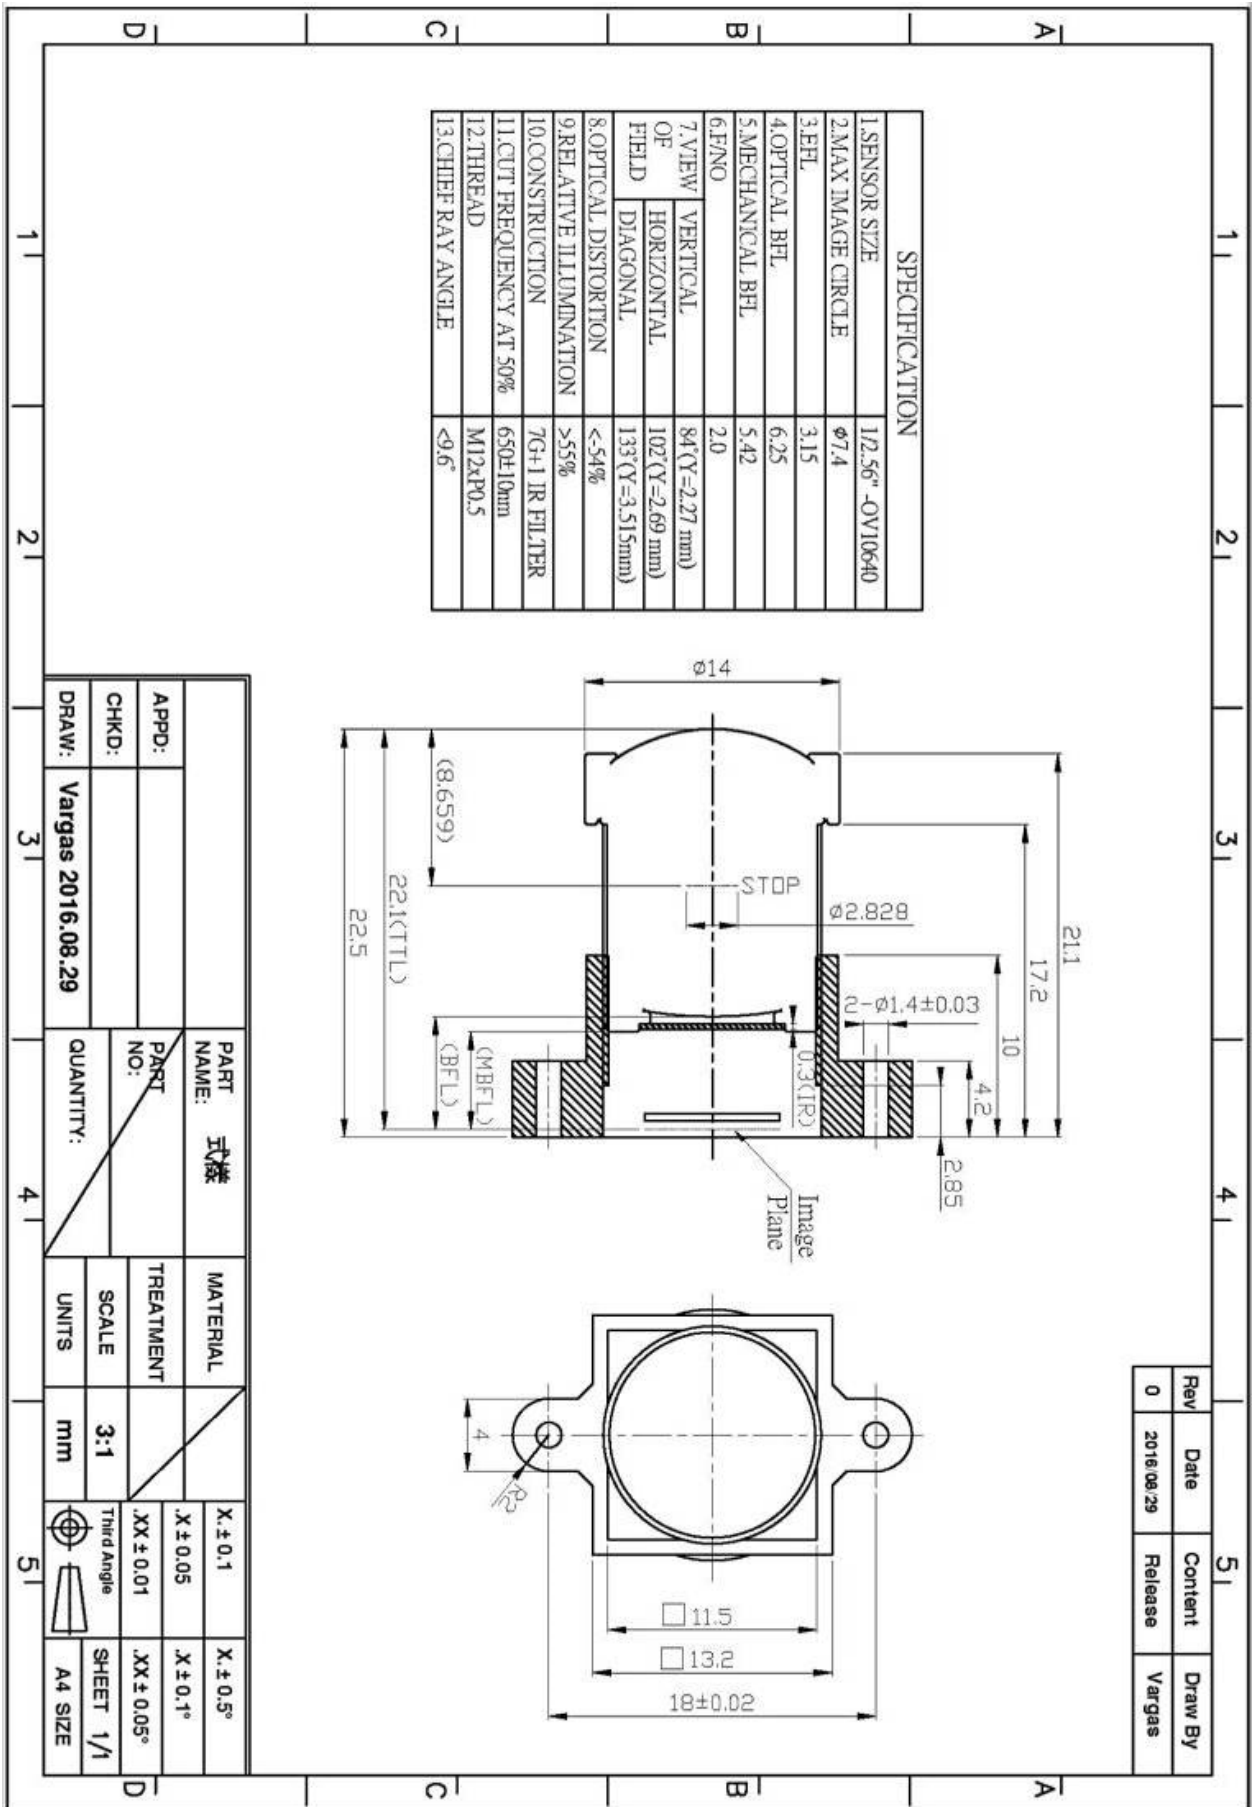 1
2
3
4
5
A
B
C
D
Rev Date Content Draw By
0 2016/08/29 Release Vargas
SPECIFICATION
1.SENSOR SIZE 1/2.56" -OV10640
2.MAX IMAGE CIRCLE φ7.4
3.EFL 3.15
4.OPTICAL BFL 6.25
5.MECHANICAL BFL 5.42
6.F/NO 2.0
7.VIEW OF FIELD VERTICAL 84°(Y=2.27 mm)
HORIZONTAL 102°(Y=2.69 mm)
DIAGONAL 133°(Y=3.515mm)
8.OPTICAL DISTORTION <-54%
9.RELATIVE ILLUMINATION >55%
10.CONSTRUCTION 7G+1 IR FILTER
11.CUT FREQUENCY AT 50% 650±10nm
12.THREAD M12xP0.5
13.CHIEF RAY ANGLE <9.6°
21.1
17.2
10
4.2
2.85
2-ø1.4±0.03
ø14
STOP
ø2.828
0.3(IR)
Image
Plane
(8.659)
(MBFL)
(BFL)
22.1(TTL)
22.5
4
R2
□ 11.5
□ 13.2
18±0.02
APPD:
CHKD:
DRAW: Vargas 2016.08.29
PART
NAME: 式樣
PART
NO:
QUANTITY:
MATERIAL
TREATMENT
SCALE 3:1
UNITS mm
X. ± 0.1 X. ± 0.5°
.X ± 0.05 .X ± 0.1°
.XX ± 0.01 .XX ± 0.05°
Third Angle SHEET 1/1
A4 SIZE
1
2
3
4
5
A
B
C
D